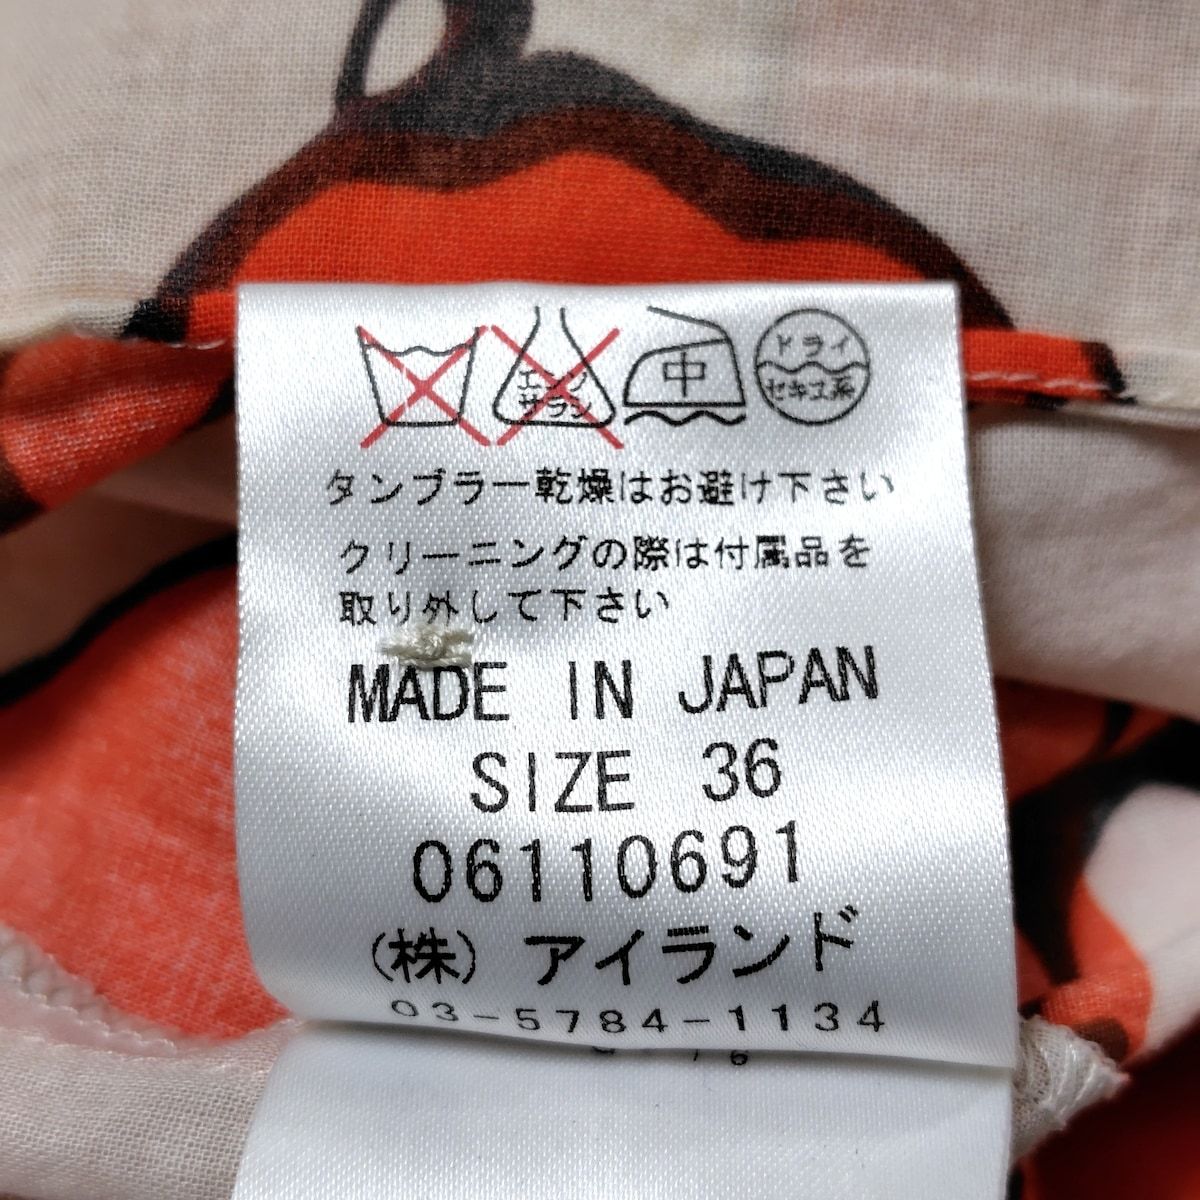 エンソ
サラシ
中
ドライ
セキユ系
タンブラー乾燥はお避け下さい
クリーニングの際は付属品を
取り外して下さい
MADE IN JAPAN
SIZE 36
06110691
(株) アイランド
03-5784-1134